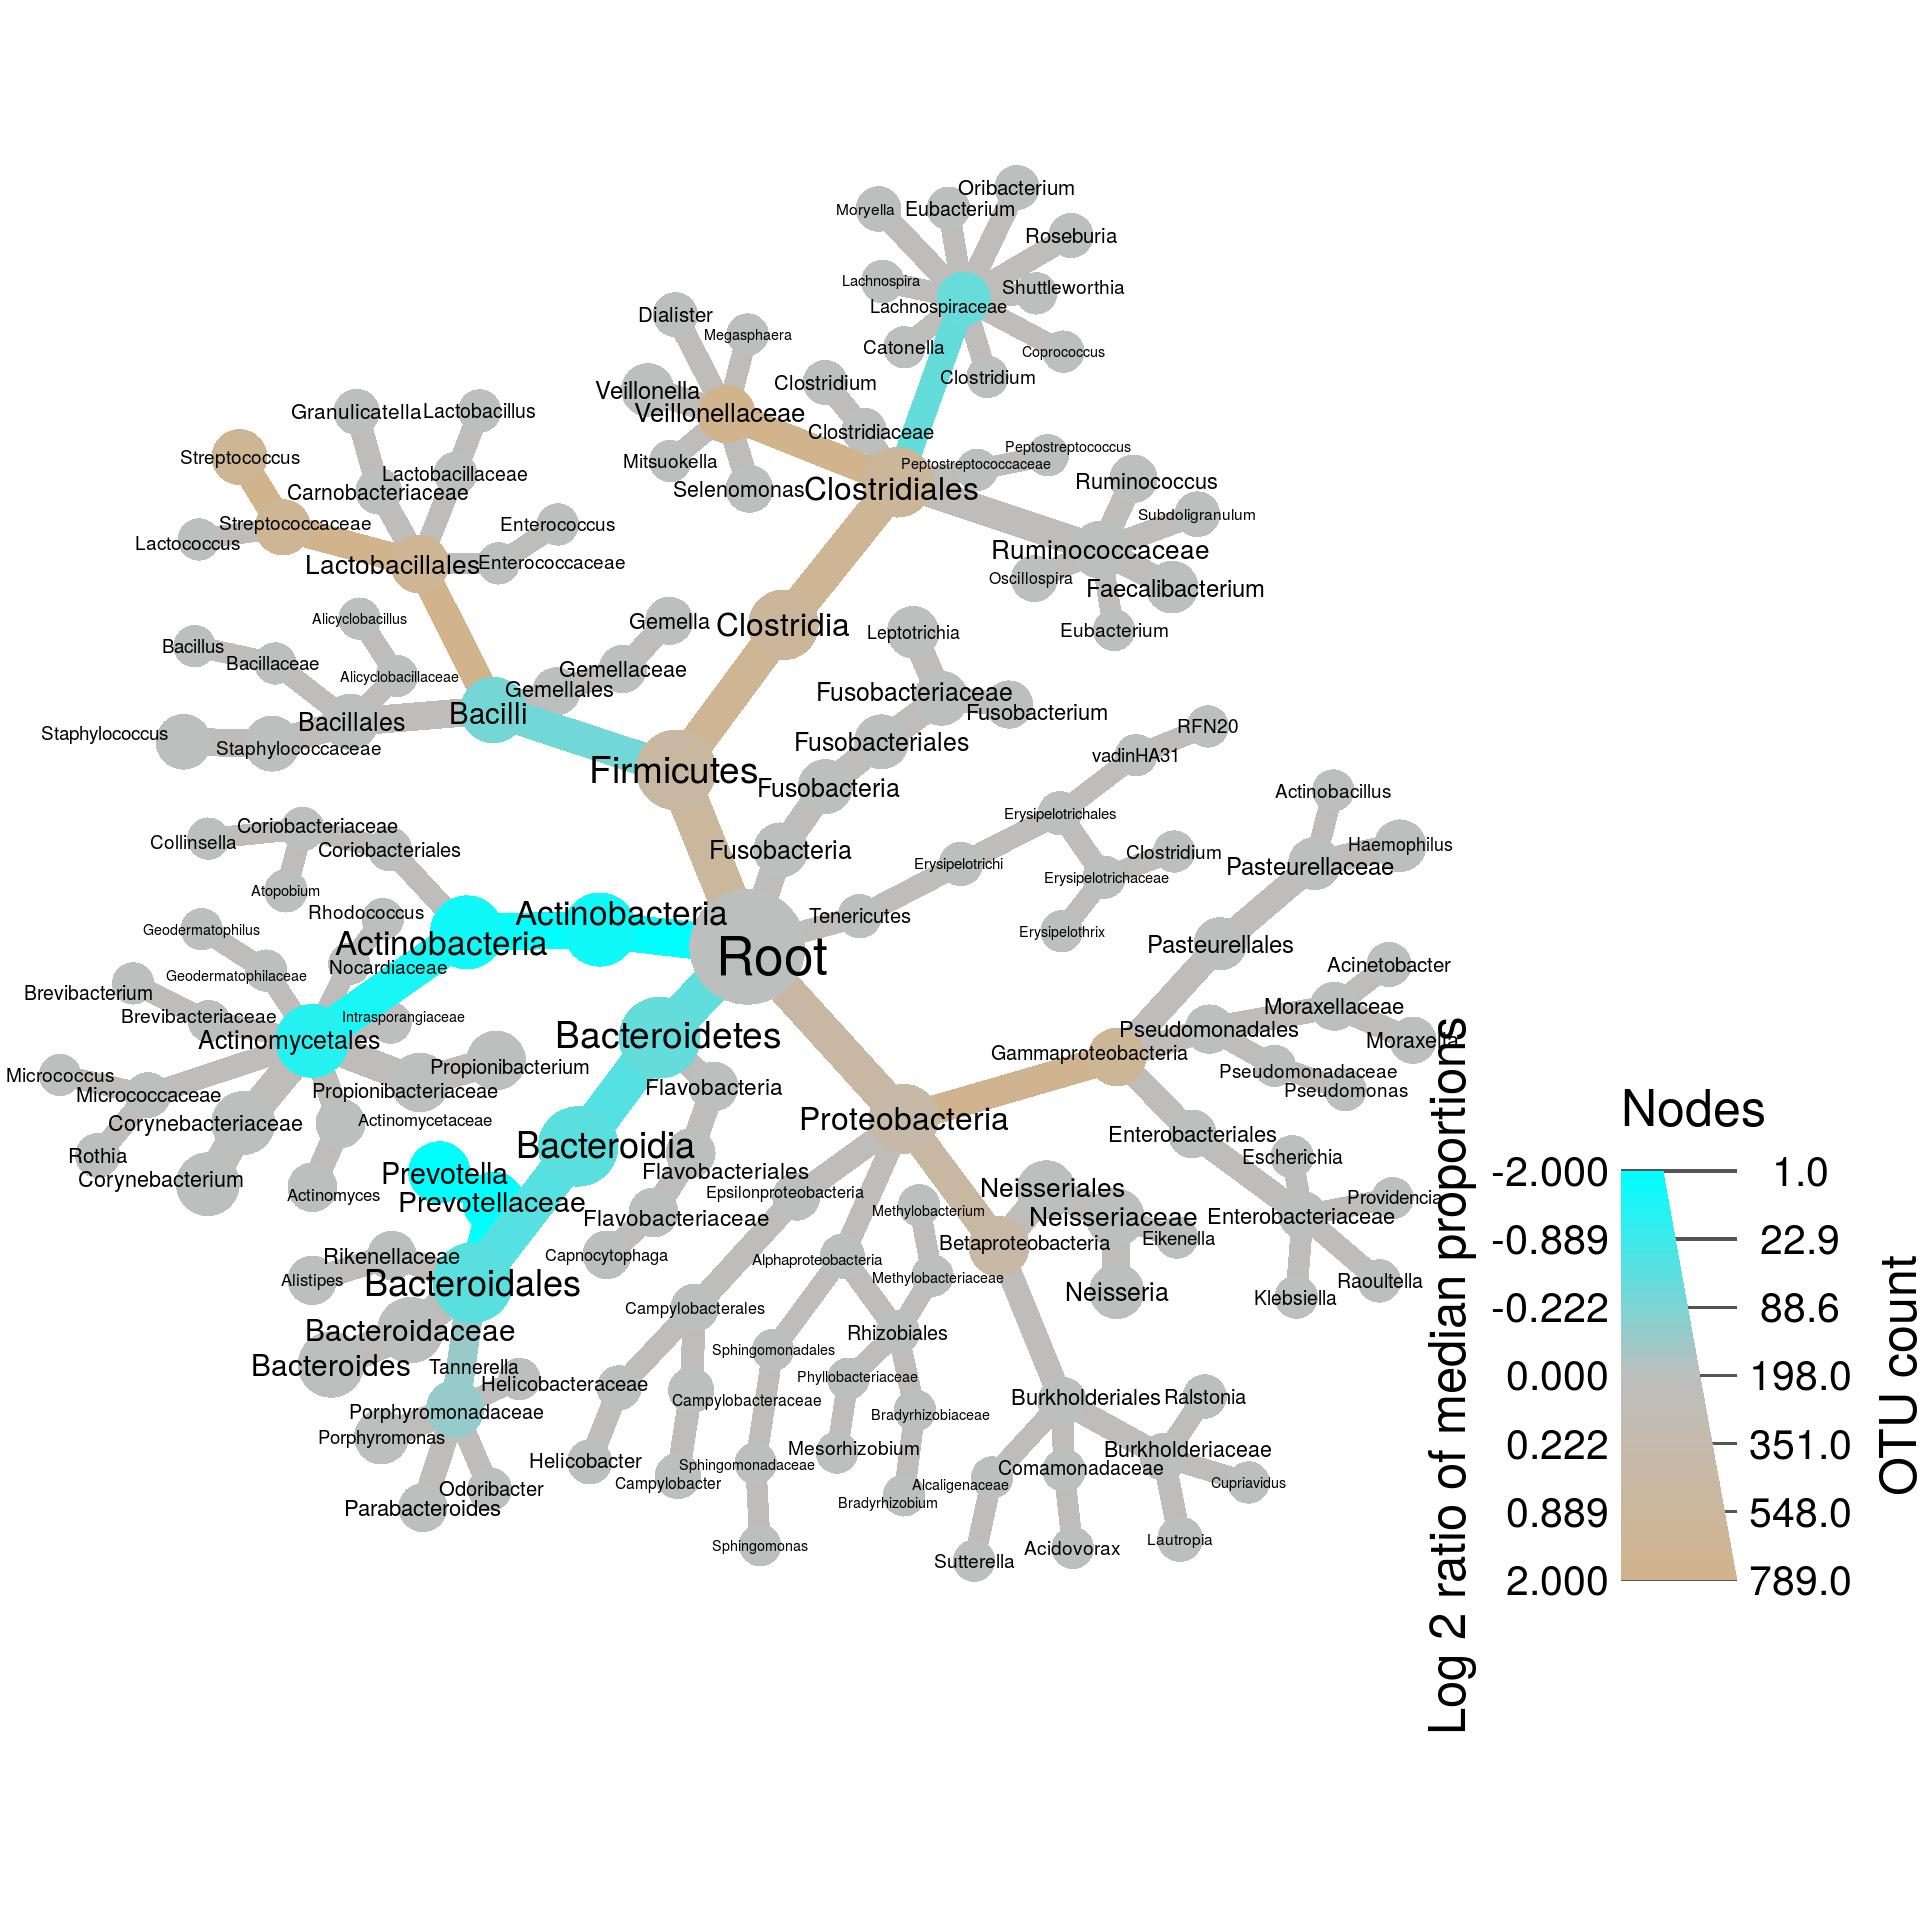 Oribacterium
Moryella
Eubacterium
Roseburia
Lachnospira
Shuttleworthia
Lachnospiraceae
Dialister
Megasphaera
Catonella
Coprococcus
Clostridium
Clostridium
Veillonella
Veillonellaceae
Granulicatella
Lactobacillus
Clostridiaceae
Peptostreptococcus
Streptococcus
Mitsuokella
Peptostreptococcaceae
Lactobacillaceae
Carnobacteriaceae
Selenomonas
Clostridiales
Ruminococcus
Subdoligranulum
Streptococcaceae
Enterococcus
Lactococcus
Lactobacillales
Enterococcaceae
Ruminococcaceae
Oscillospira
Faecalibacterium
Alicyclobacillus
Gemella
Clostridia
Leptotrichia
Eubacterium
Bacillus
Bacillaceae
Alicyclobacillaceae
Gemellaceae
Gemellales
Fusobacteriaceae
Fusobacterium
Bacilli
Bacillales
Staphylococcus
Staphylococcaceae
Fusobacteriales
RFN20
vadinHA31
Firmicutes
Fusobacteria
Actinobacillus
Erysipelotrichales
Coriobacteriaceae
Collinsella
Coriobacteriales
Fusobacteria
Erysipelotrichi
Clostridium
Haemophilus
Pasteurellaceae
Erysipelotrichaceae
Atopobium
Rhodococcus
Actinobacteria
Tenericutes
Geodermatophilus
Erysipelothrix
Actinobacteria
Root
Pasteurellales
Nocardiaceae
Geodermatophilaceae
Acinetobacter
Brevibacterium
Brevibacteriaceae
Intrasporangiaceae
Moraxellaceae
Actinomycetales
Bacteroidetes
Pseudomonadales
Moraxella
Gammaproteobacteria
Micrococcus
Propionibacterium
Micrococcaceae
Propionibacteriaceae
Flavobacteria
Pseudomonadaceae
Pseudomonas
Corynebacteriaceae
Actinomycetaceae
Proteobacteria
Enterobacteriales
Rothia
Bacteroidia
Escherichia
Corynebacterium
Prevotella
Flavobacteriales
Neisseriales
Actinomyces
Prevotellaceae
Epsilonproteobacteria
Methylobacterium
Neisseriaceae
Providencia
Flavobacteriaceae
Enterobacteriaceae
Betaproteobacteria
Eikenella
Rikenellaceae
Capnocytophaga
Alphaproteobacteria
Alistipes
Bacteroidales
Methylobacteriaceae
Neisseria
Raoultella
Klebsiella
Campylobacterales
Bacteroidaceae
Rhizobiales
Sphingomonadales
Bacteroides
Tannerella
Helicobacteraceae
Phyllobacteriaceae
Campylobacteraceae
Burkholderiales
Ralstonia
Porphyromonadaceae
Bradyrhizobiaceae
Porphyromonas
Mesorhizobium
Burkholderiaceae
Helicobacter
Sphingomonadaceae
Comamonadaceae
Odoribacter
Campylobacter
Alcaligenaceae
Cupriavidus
Parabacteroides
Bradyrhizobium
Sphingomonas
Acidovorax
Lautropia
Sutterella
Nodes
Log 2 ratio of median proportions
OTU count
-2.000 1.0
-0.889 22.9
-0.222 88.6
0.000 198.0
0.222 351.0
0.889 548.0
2.000 789.0